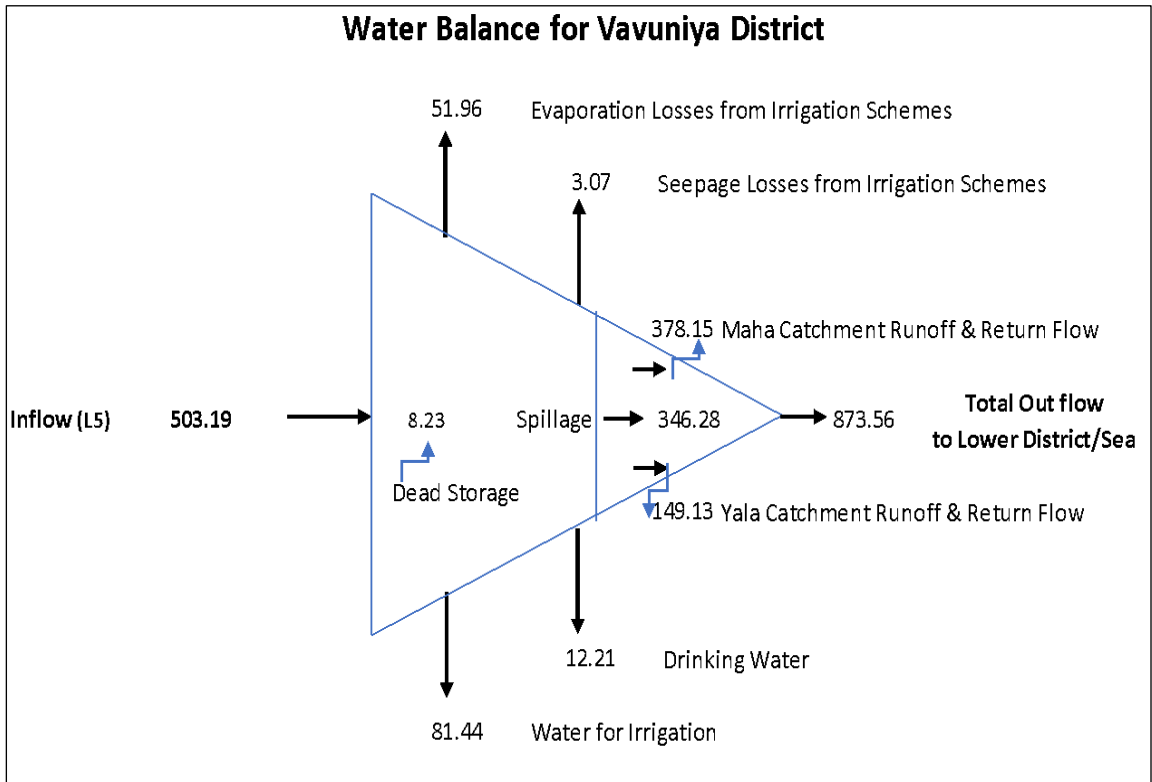 Water Balance for Vavuniya District
51.96 Evaporation Losses from Irrigation Schemes
3.07 Seepage Losses from Irrigation Schemes
378.15 Maha Catchment Runoff & Return Flow
Inflow (L5) 503.19
8.23
Dead Storage
Spillage 346.28
873.56
Total Out flow
to Lower District/Sea
149.13 Yala Catchment Runoff & Return Flow
12.21 Drinking Water
81.44 Water for Irrigation